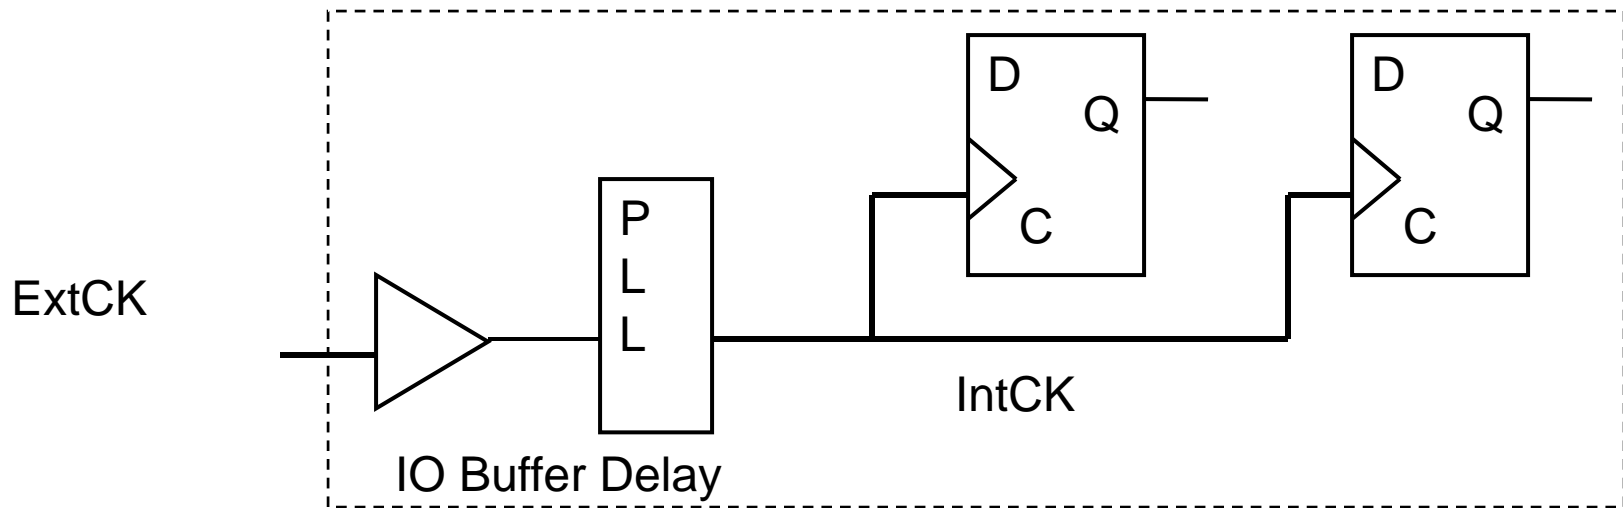 D
Q
C
D
Q
C
P
L
L
ExtCK
IntCK
IO Buffer Delay